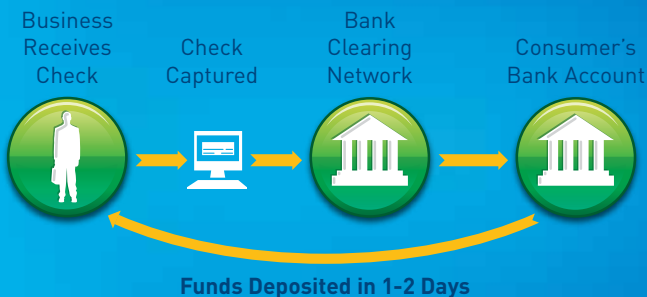 Business
Receives
Check
Check
Captured
Bank
Clearing
Network
Consumer's
Bank Account
Funds Deposited in 1-2 Days